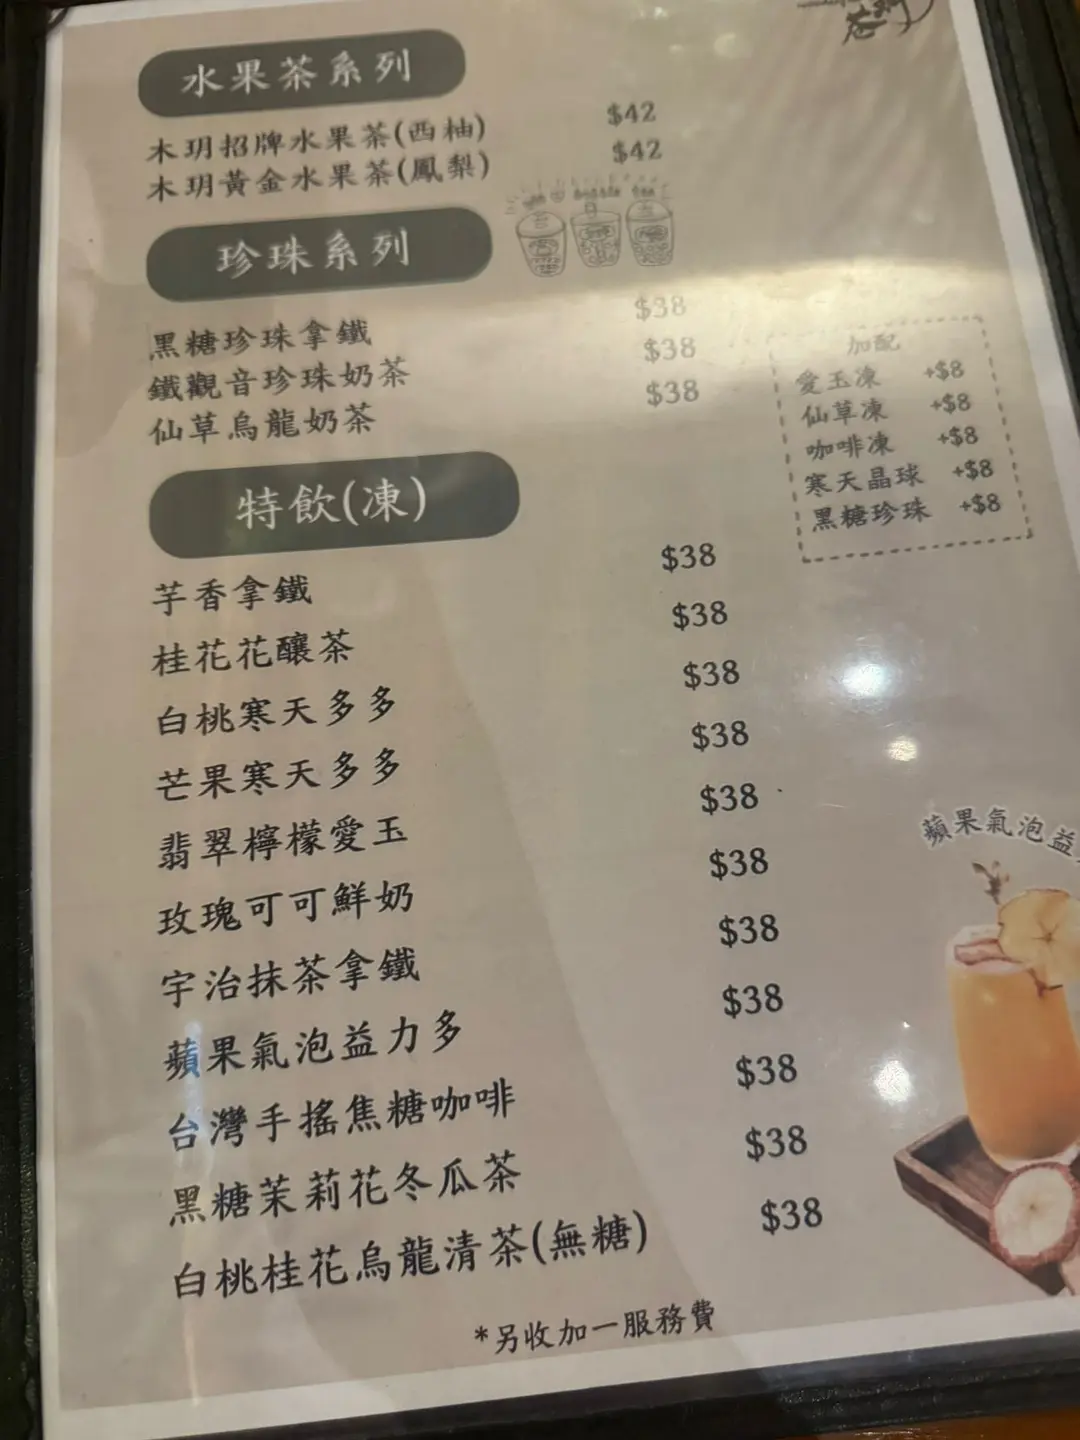 水果茶系列
木玥招牌水果茶(西柚) $42
木玥黃金水果茶(鳳梨) $42
珍珠系列
黑糖珍珠拿鐵 $38
鐵觀音珍珠奶茶 $38
仙草烏龍奶茶 $38
加配
愛玉凍 +$8
仙草凍 +$8
咖啡凍 +$8
寒天晶球 +$8
黑糖珍珠 +$8
特飲(凍)
芋香拿鐵 $38
桂花花釀茶 $38
白桃寒天多多 $38
芒果寒天多多 $38
翡翠檸檬愛玉 $38
玫瑰可可鮮奶 $38
宇治抹茶拿鐵 $38
蘋果氣泡益力多 $38
台灣手搖焦糖咖啡 $38
黑糖茉莉花冬瓜茶 $38
白桃桂花烏龍清茶(無糖) $38
蘋果氣泡益
*另收加一服務費